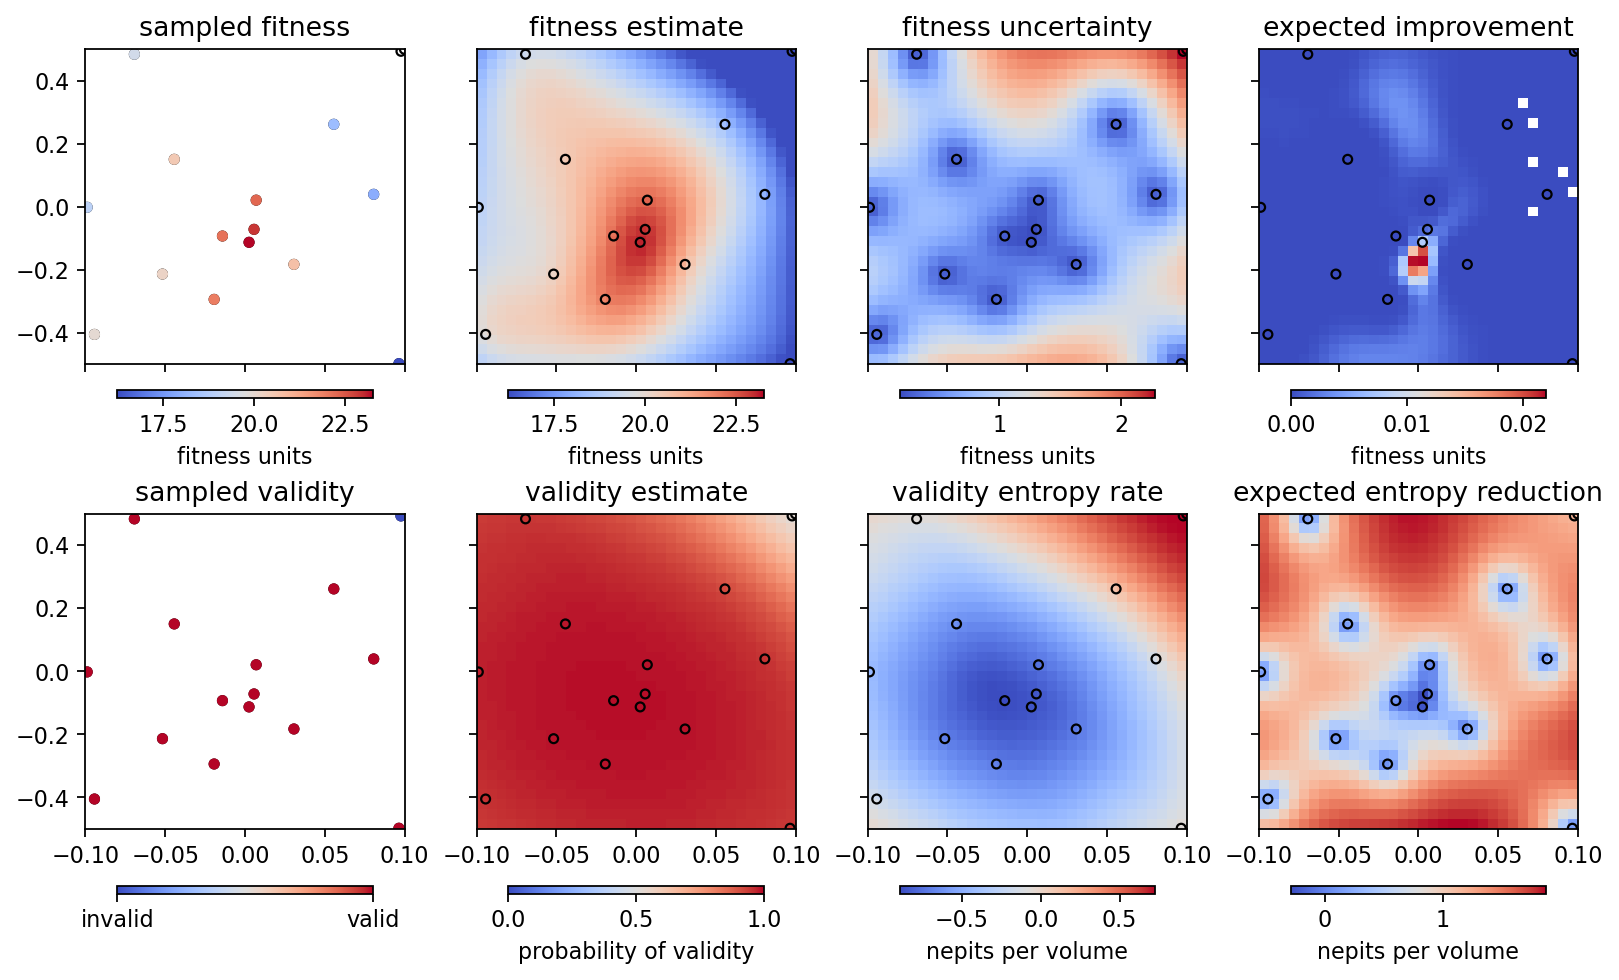 sampled fitness
fitness estimate
fitness uncertainty
expected improvement
0.4
0.2
0.0
−0.2
−0.4
17.5 20.0 22.5
17.5 20.0 22.5
1 2
0.00 0.01 0.02
fitness units
fitness units
fitness units
fitness units
sampled validity
validity estimate
validity entropy rate
expected entropy reduction
0.4
0.2
0.0
−0.2
−0.4
−0.10 −0.05 0.00 0.05 0.10
−0.10 −0.05 0.00 0.05 0.10
−0.10 −0.05 0.00 0.05 0.10
−0.10 −0.05 0.00 0.05 0.10
invalid valid
0.0 0.5 1.0
−0.5 0.0 0.5
0 1
probability of validity
nepits per volume
nepits per volume